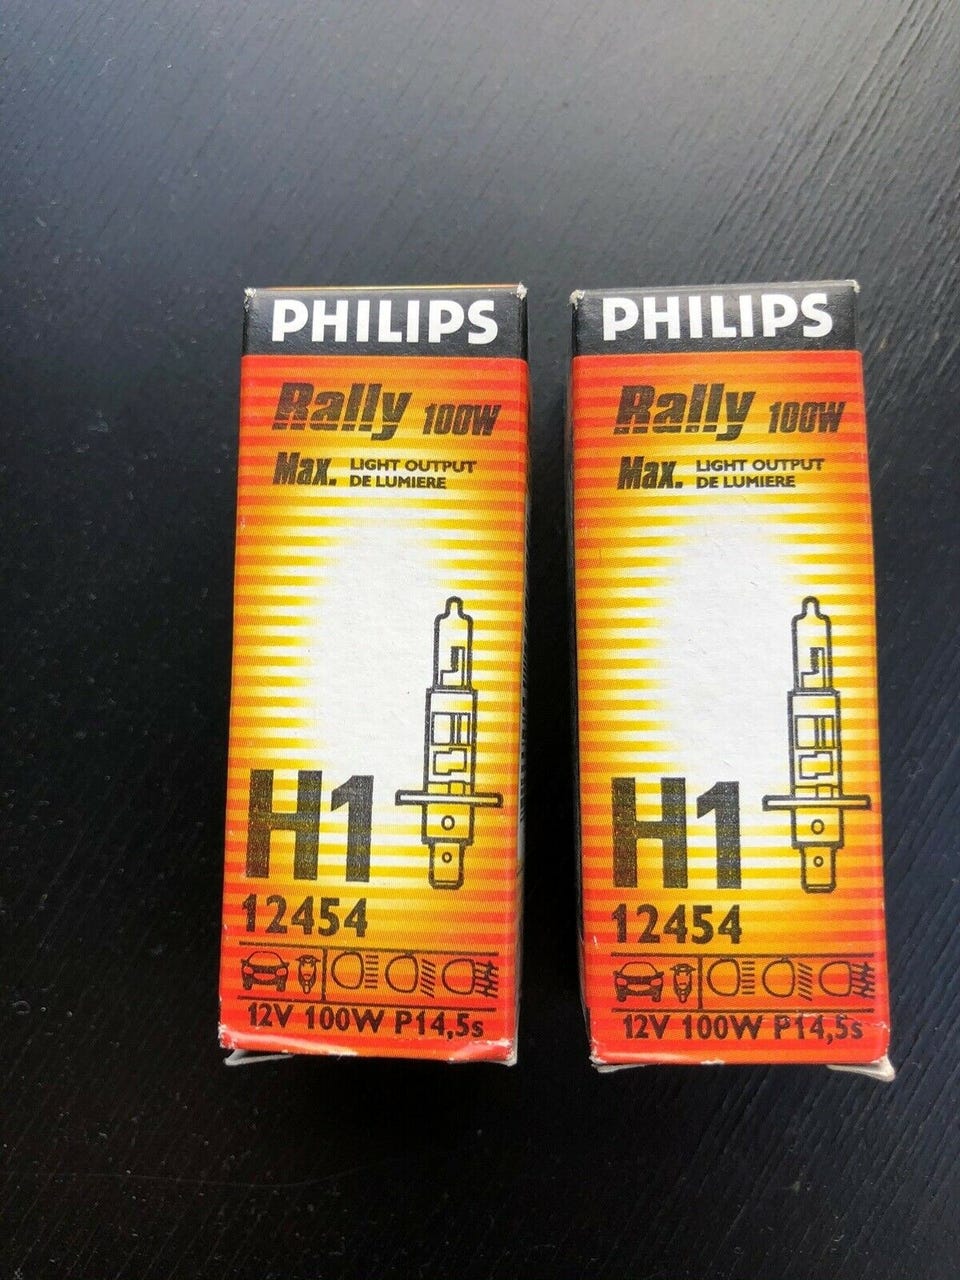 PHILIPS
Rally 100W
Max. LIGHT OUTPUT
DE LUMIERE
H1
12454
12V 100W P14,5s
PHILIPS
Rally 100W
Max. LIGHT OUTPUT
DE LUMIERE
H1
12454
12V 100W P14,5s